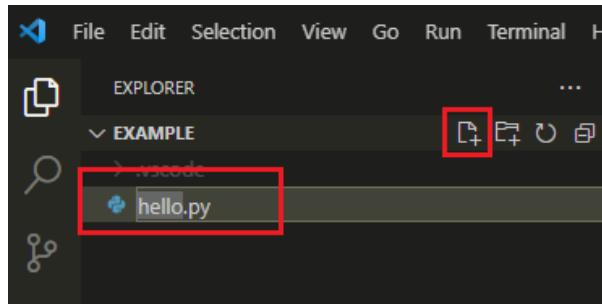 File Edit Selection View Go Run Terminal
EXPLORER ...
EXAMPLE
.vscode
hello.py